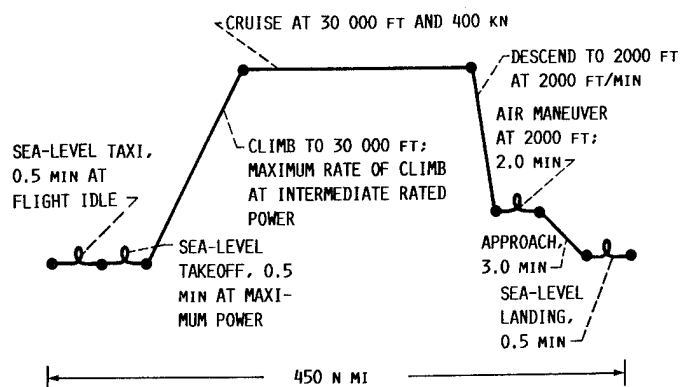 CRUISE AT 30 000 FT AND 400 KN
DESCEND TO 2000 FT
AT 2000 FT/MIN
AIR MANEUVER
AT 2000 FT;
2.0 MIN
SEA-LEVEL TAXI,
0.5 MIN AT
FLIGHT IDLE
CLIMB TO 30 000 FT;
MAXIMUM RATE OF CLIMB
AT INTERMEDIATE RATED
POWER
SEA-LEVEL
TAKEOFF, 0.5
MIN AT MAXI-
MUM POWER
APPROACH,
3.0 MIN
SEA-LEVEL
LANDING,
0.5 MIN
450 N MI